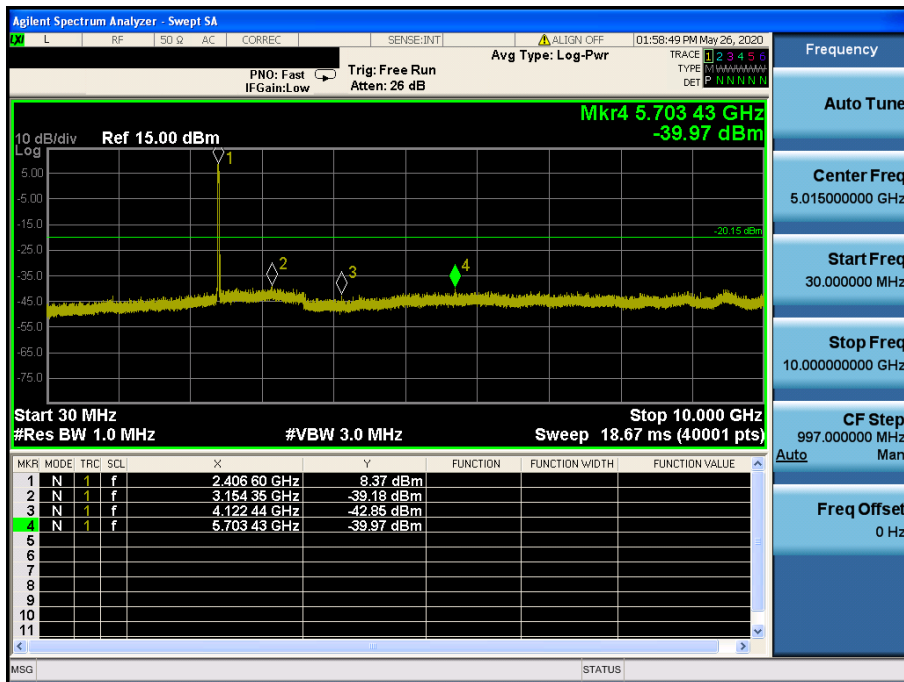 Agilent Spectrum Analyzer - Swept SA
LXI L RF 50 Ω AC CORREC SENSE:INT ALIGN OFF 01:58:49 PM May 26, 2020
PNO: Fast Trig: Free Run Avg Type: Log-Pwr TRACE 1 2 3 4 5 6
IFGain:Low Atten: 26 dB TYPE M W W W W W
DET P N N N N N
Mkr4 5.703 43 GHz
-39.97 dBm
10 dB/div Ref 15.00 dBm
Log
1
5.00
-5.00
-15.0
-20.15 dBm
-25.0
2
3
4
-35.0
-45.0
-55.0
-65.0
-75.0
Start 30 MHz Stop 10.000 GHz
#Res BW 1.0 MHz #VBW 3.0 MHz Sweep 18.67 ms (40001 pts)
MKR MODE TRC SCL X Y FUNCTION FUNCTION WIDTH FUNCTION VALUE
1 N 1 f 2.406 60 GHz 8.37 dBm
2 N 1 f 3.154 35 GHz -39.18 dBm
3 N 1 f 4.122 44 GHz -42.85 dBm
4 N 1 f 5.703 43 GHz -39.97 dBm
5
6
7
8
9
10
11
MSG STATUS
Frequency
Auto Tune
Center Freq
5.015000000 GHz
Start Freq
30.000000 MHz
Stop Freq
10.000000000 GHz
CF Step
997.000000 MHz
Auto Man
Freq Offset
0 Hz